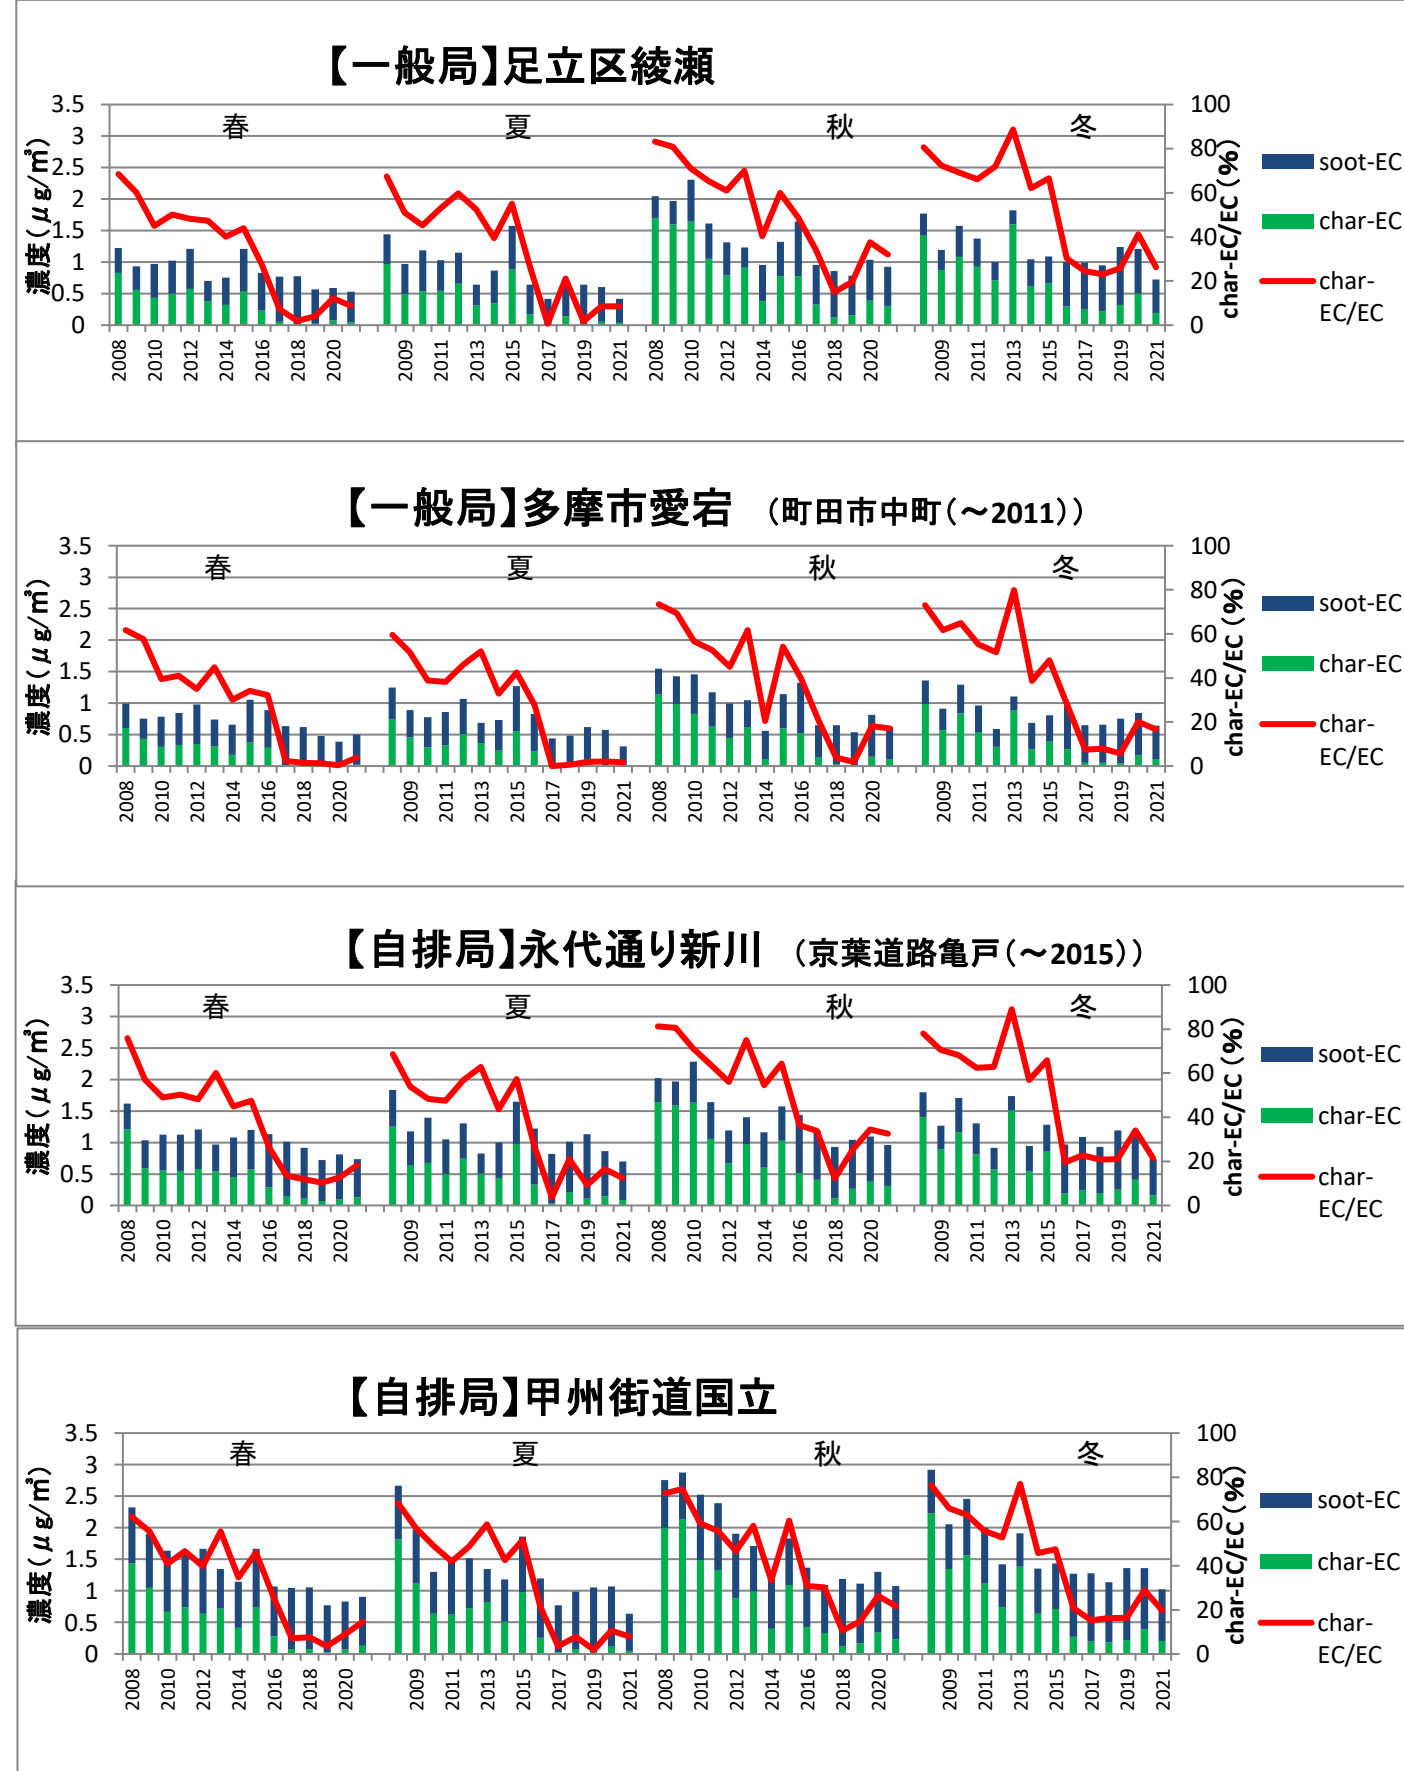 【一般局】足立区綾瀬
3.5
3
2.5
2
1.5
1
0.5
0
濃度(μg/㎥)
春
夏
秋
冬
100
80
60
40
20
0
char-EC/EC(%)
soot-EC
char-EC
char-
EC/EC
2008 2010 2012 2014 2016 2018 2020 2009 2011 2013 2015 2017 2019 2021 2008 2010 2012 2014 2016 2018 2020 2009 2011 2013 2015 2017 2019 2021
【一般局】多摩市愛宕 (町田市中町(~2011))
3.5
3
2.5
2
1.5
1
0.5
0
濃度(μg/㎥)
春
夏
秋
冬
100
80
60
40
20
0
char-EC/EC(%)
soot-EC
char-EC
char-
EC/EC
2008 2010 2012 2014 2016 2018 2020 2009 2011 2013 2015 2017 2019 2021 2008 2010 2012 2014 2016 2018 2020 2009 2011 2013 2015 2017 2019 2021
【自排局】永代通り新川 (京葉道路亀戸(~2015))
3.5
3
2.5
2
1.5
1
0.5
0
濃度(μg/㎥)
春
夏
秋
冬
100
80
60
40
20
0
char-EC/EC(%)
soot-EC
char-EC
char-
EC/EC
2008 2010 2012 2014 2016 2018 2020 2009 2011 2013 2015 2017 2019 2021 2008 2010 2012 2014 2016 2018 2020 2009 2011 2013 2015 2017 2019 2021
【自排局】甲州街道国立
3.5
3
2.5
2
1.5
1
0.5
0
濃度(μg/㎥)
春
夏
秋
冬
100
80
60
40
20
0
char-EC/EC(%)
soot-EC
char-EC
char-
EC/EC
2008 2010 2012 2014 2016 2018 2020 2009 2011 2013 2015 2017 2019 2021 2008 2010 2012 2014 2016 2018 2020 2009 2011 2013 2015 2017 2019 2021